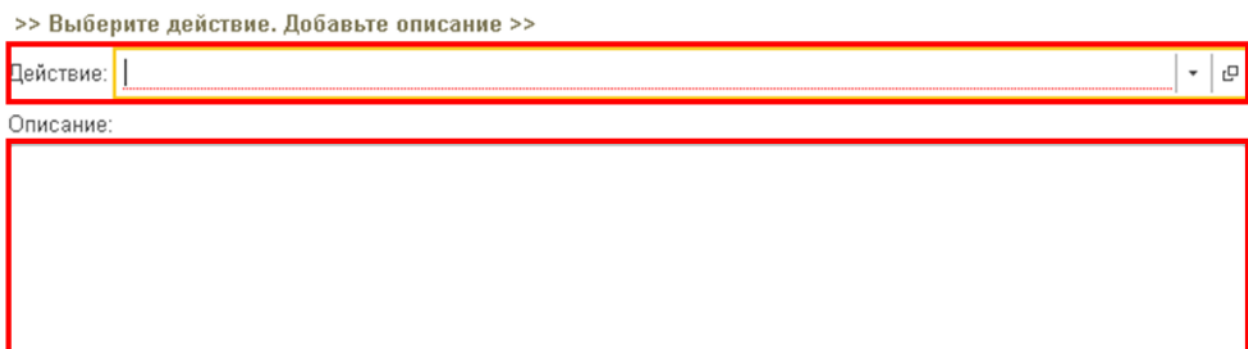 >> Выберите действие. Добавьте описание >>
Действие:
Описание: